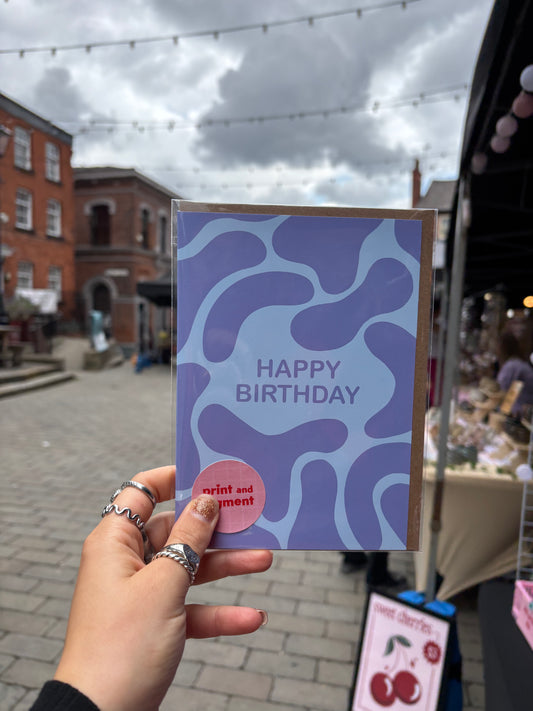 HAPPY
BIRTHDAY
print and
sweet cherries